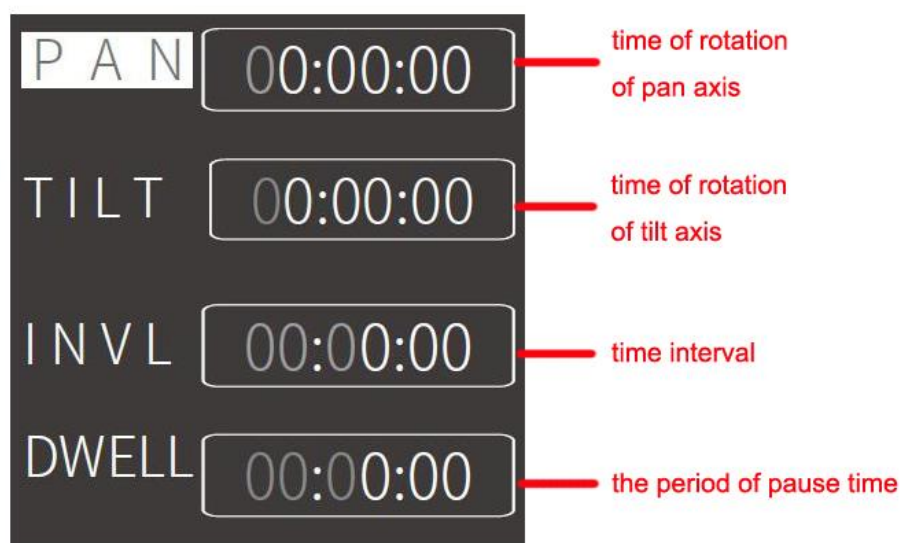 PAN 00:00:00 time of rotation
of pan axis
TILT 00:00:00 time of rotation
of tilt axis
INVL 00:00:00 time interval
DWELL 00:00:00 the period of pause time